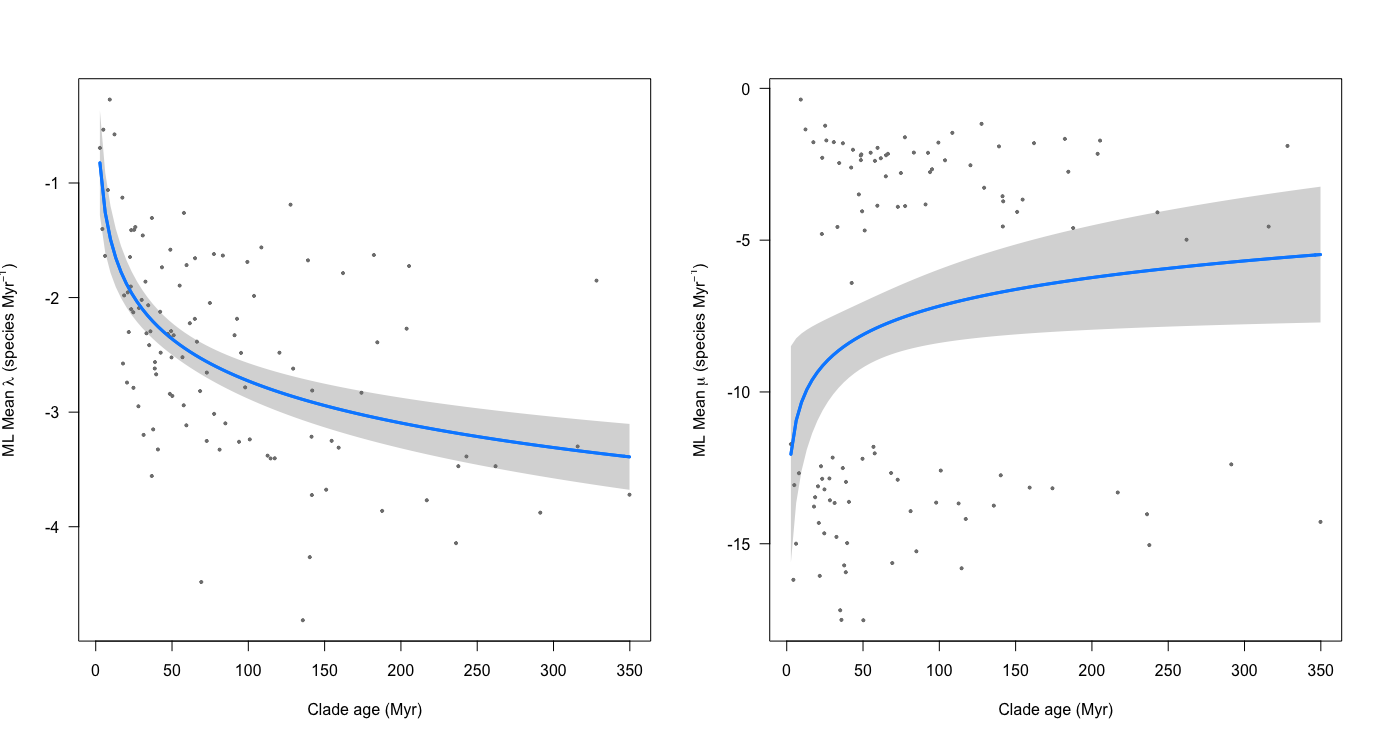 ML Mean λ (species Myr⁻¹)
-1
-2
-3
-4
0 50 100 150 200 250 300 350
Clade age (Myr)
ML Mean μ (species Myr⁻¹)
0
-5
-10
-15
0 50 100 150 200 250 300 350
Clade age (Myr)